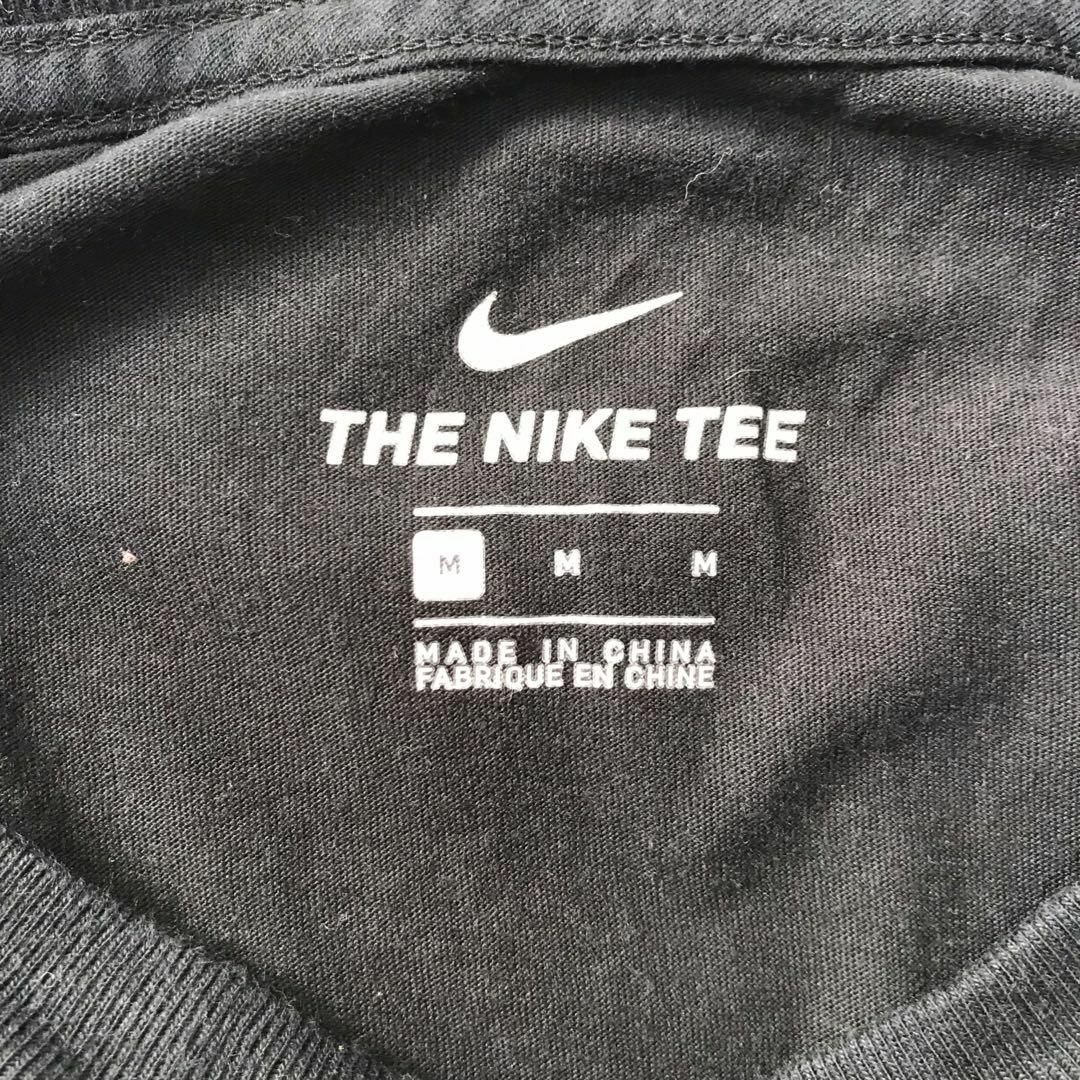 THE NIKE TEE
M M M
MADE IN CHINA
FABRIQUE EN CHINE